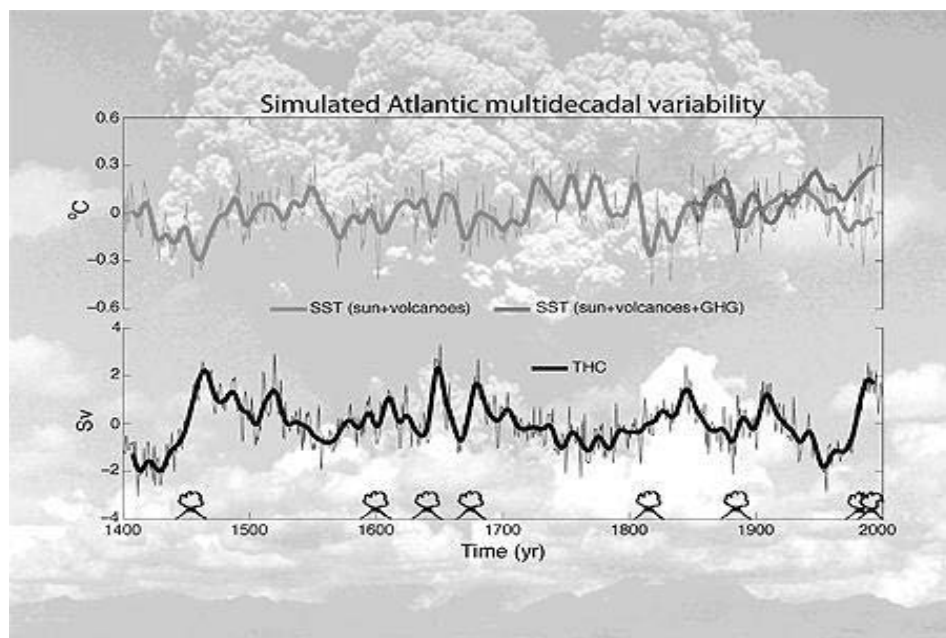 Simulated Atlantic multidecadal variability
0.6
0.3
0
−0.3
−0.6
°C
SST (sun+volcanoes) SST (sun+volcanoes+GHG)
4
2
0
−2
−4
Sv
THC
1400 1500 1600 1700 1800 1900 2000
Time (yr)